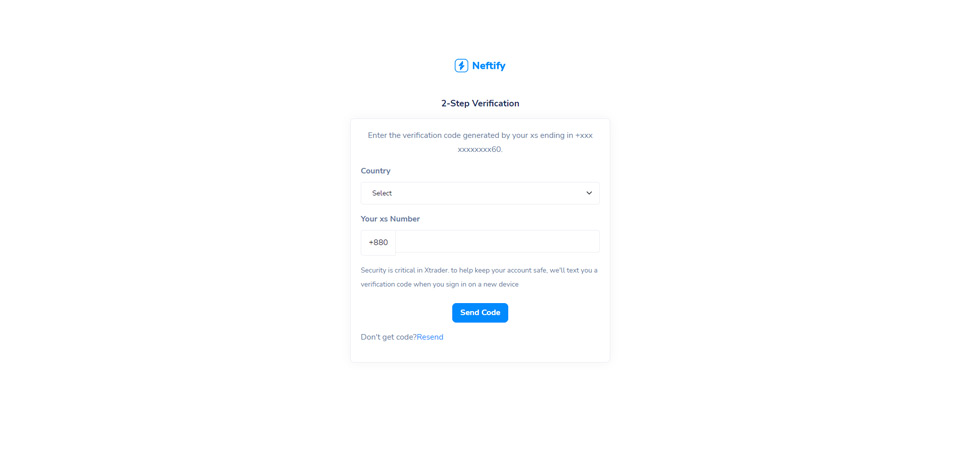 Neftify
2-Step Verification
Enter the verification code generated by your xs ending in +xxx
xxxxxxxx60.
Country
Select
Your xs Number
+880
Security is critical in Xtrader. to help keep your account safe, we'll text you a
verification code when you sign in on a new device
Send Code
Don't get code?Resend